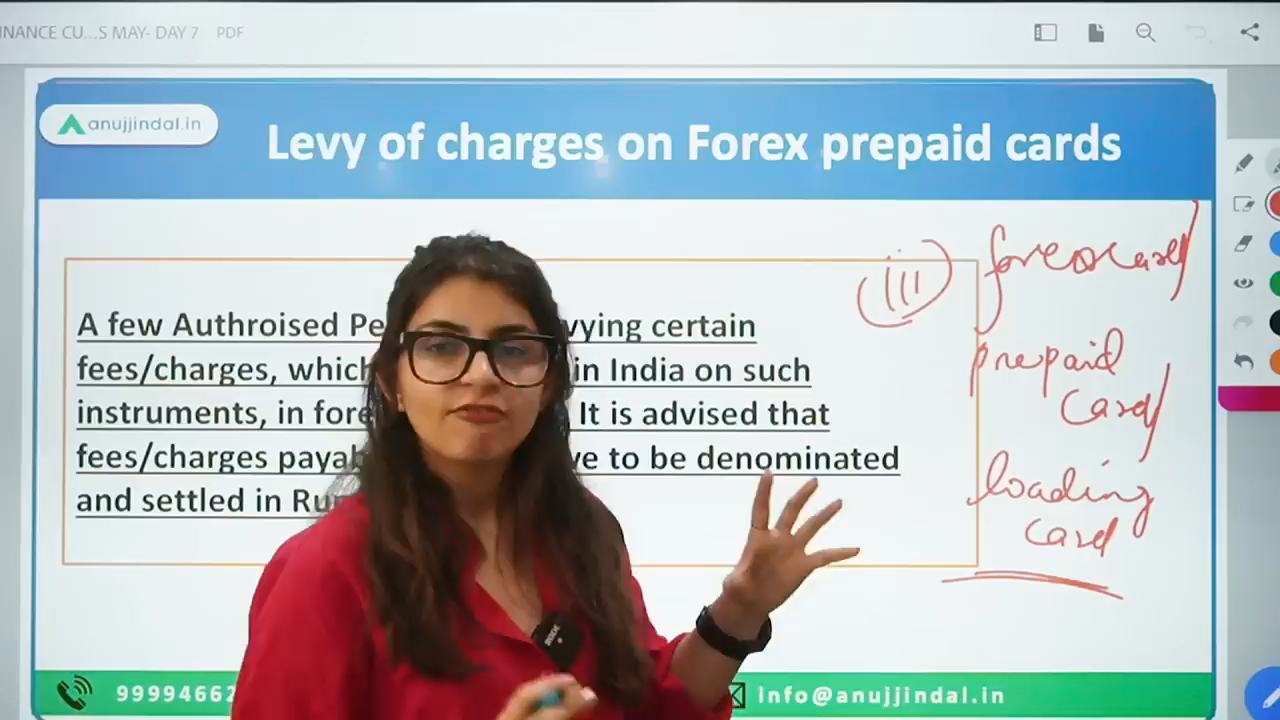 INANCE CU...S MAY- DAY 7 PDF
anujjindal.in
Levy of charges on Forex prepaid cards
A few Authroised Pe vying certain
fees/charges, which in India on such
instruments, in fore It is advised that
fees/charges payab ve to be denominated
and settled in Ru
(iii) forex card
prepaid
card
loading
card
99994662
info@anujjindal.in